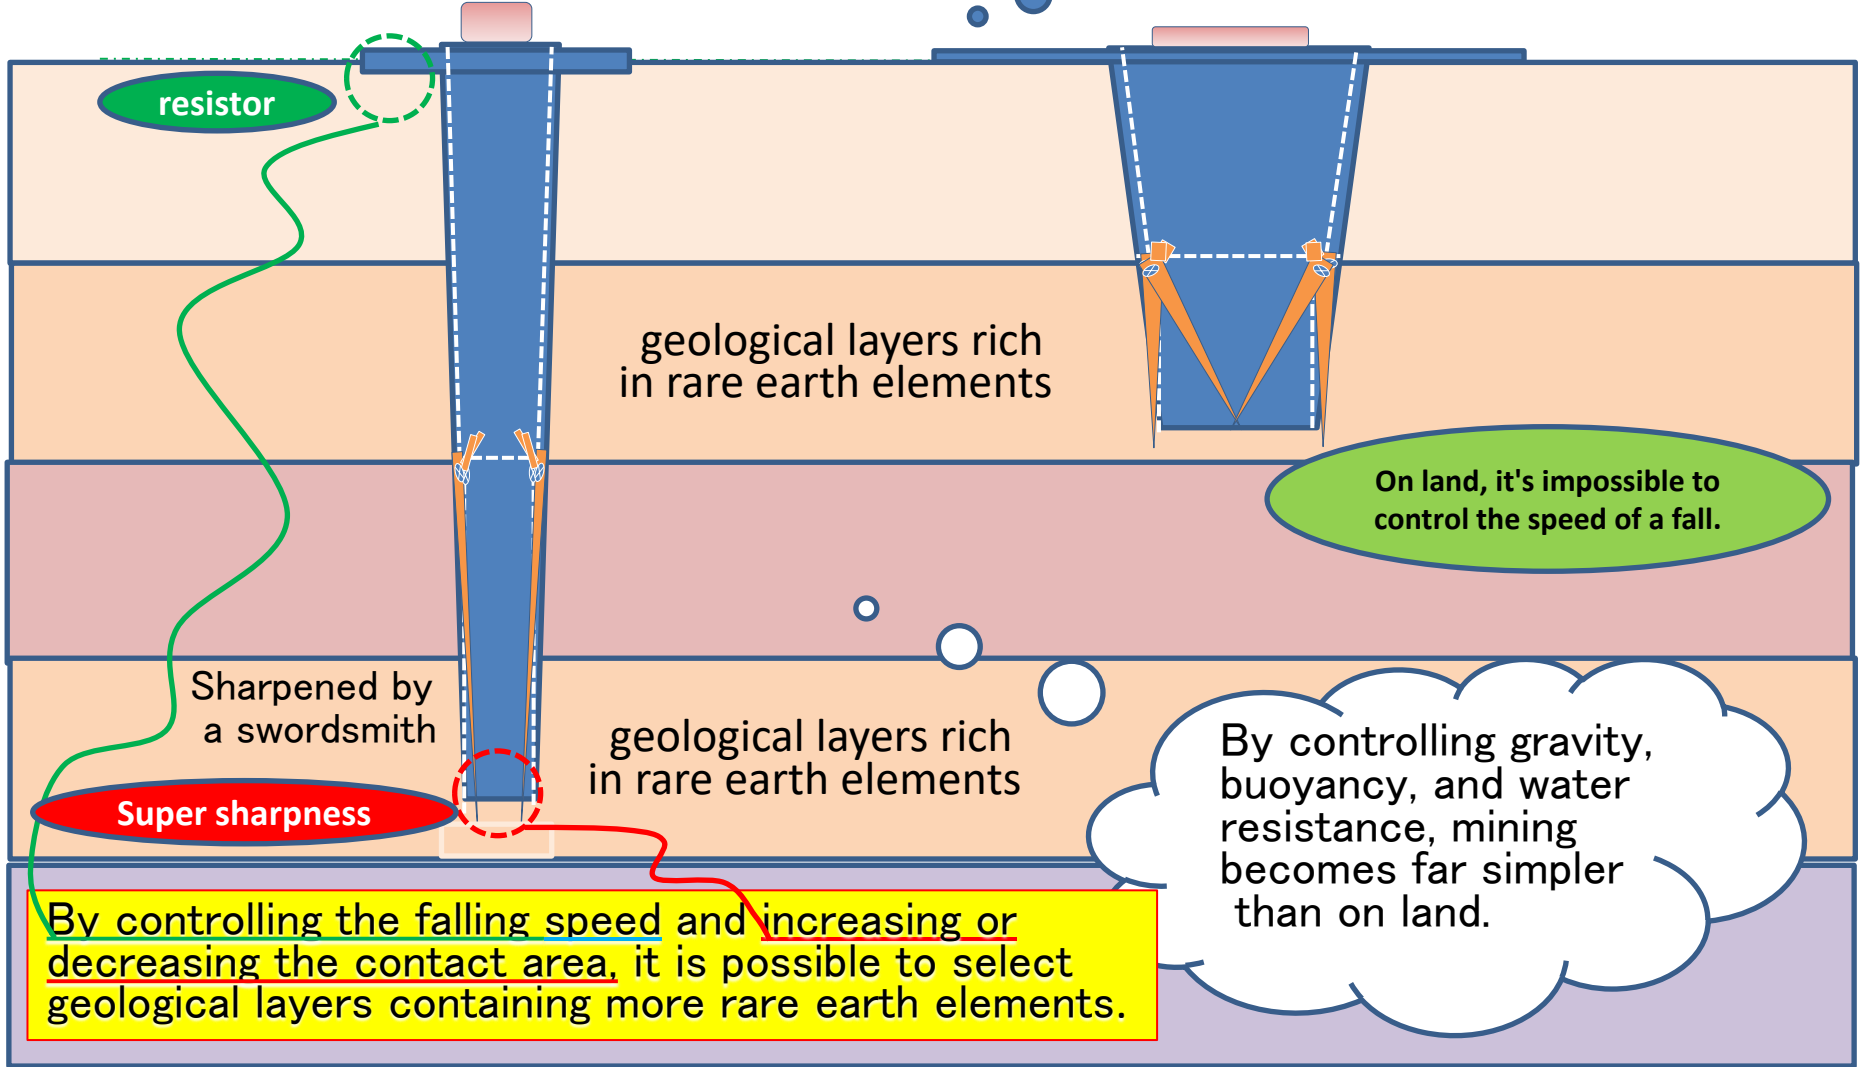 resistor
geological layers rich
in rare earth elements
On land, it's impossible to
control the speed of a fall.
Sharpened by
a swordsmith
geological layers rich
in rare earth elements
Super sharpness
By controlling gravity,
buoyancy, and water
resistance, mining
becomes far simpler
than on land.
By controlling the falling speed and increasing or
decreasing the contact area, it is possible to select
geological layers containing more rare earth elements.